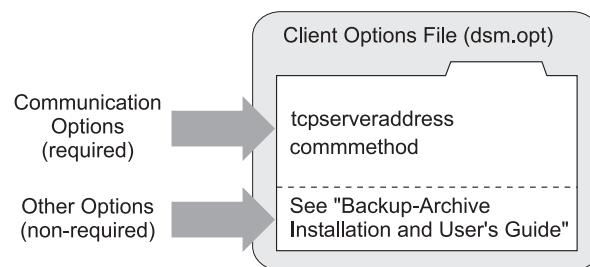 Client Options File (dsm.opt)
Communication
Options
(required)
tcpserveraddress
commmethod
Other Options
(non-required)
See "Backup-Archive
Installation and User's Guide"